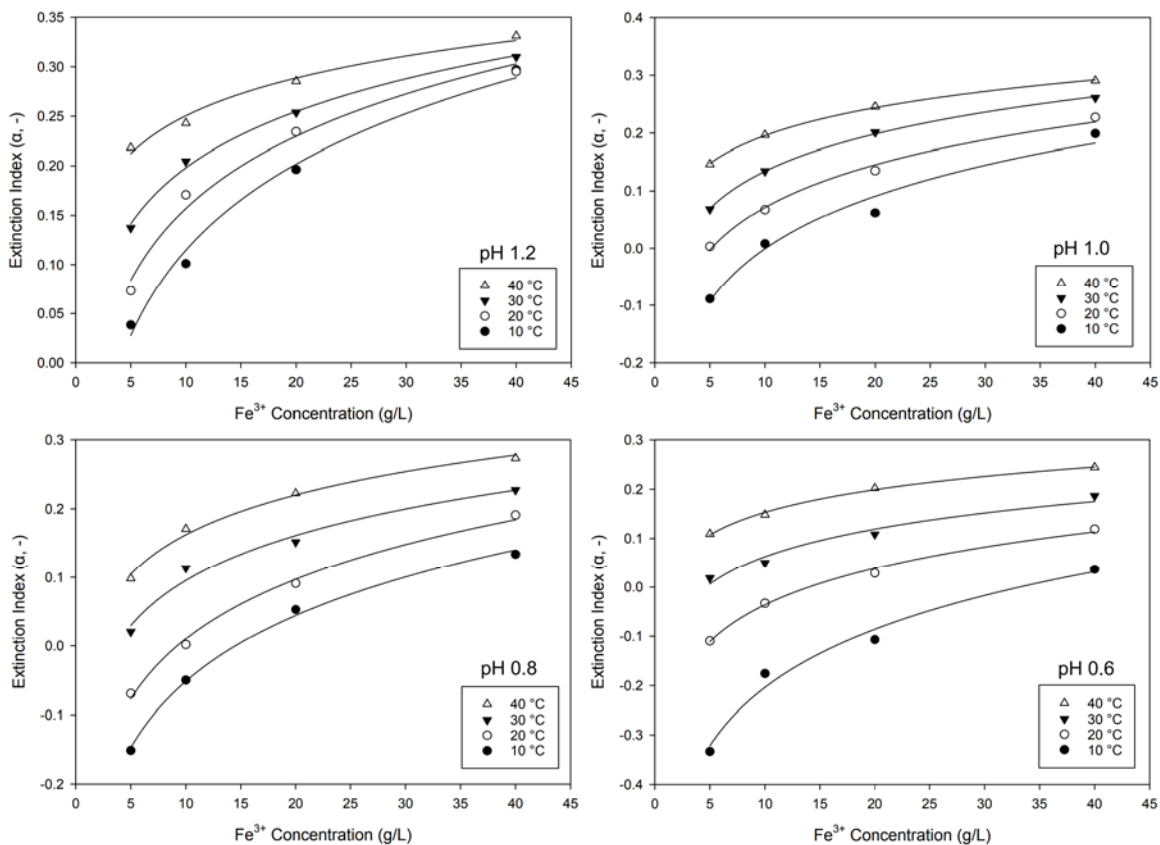 0.35
0.30
0.25
0.20
0.15
0.10
0.05
0.00
Extinction Index (α, -)
0 5 10 15 20 25 30 35 40 45
Fe³⁺ Concentration (g/L)
pH 1.2
40 °C
30 °C
20 °C
10 °C
0.4
0.3
0.2
0.1
0.0
-0.1
-0.2
Extinction Index (α, -)
0 5 10 15 20 25 30 35 40 45
Fe³⁺ Concentration (g/L)
pH 1.0
40 °C
30 °C
20 °C
10 °C
0.3
0.2
0.1
0.0
-0.1
-0.2
Extinction Index (α, -)
0 5 10 15 20 25 30 35 40 45
Fe³⁺ Concentration (g/L)
pH 0.8
40 °C
30 °C
20 °C
10 °C
0.3
0.2
0.1
0.0
-0.1
-0.2
-0.3
-0.4
Extinction Index (α, -)
0 5 10 15 20 25 30 35 40 45
Fe³⁺ Concentration (g/L)
pH 0.6
40 °C
30 °C
20 °C
10 °C